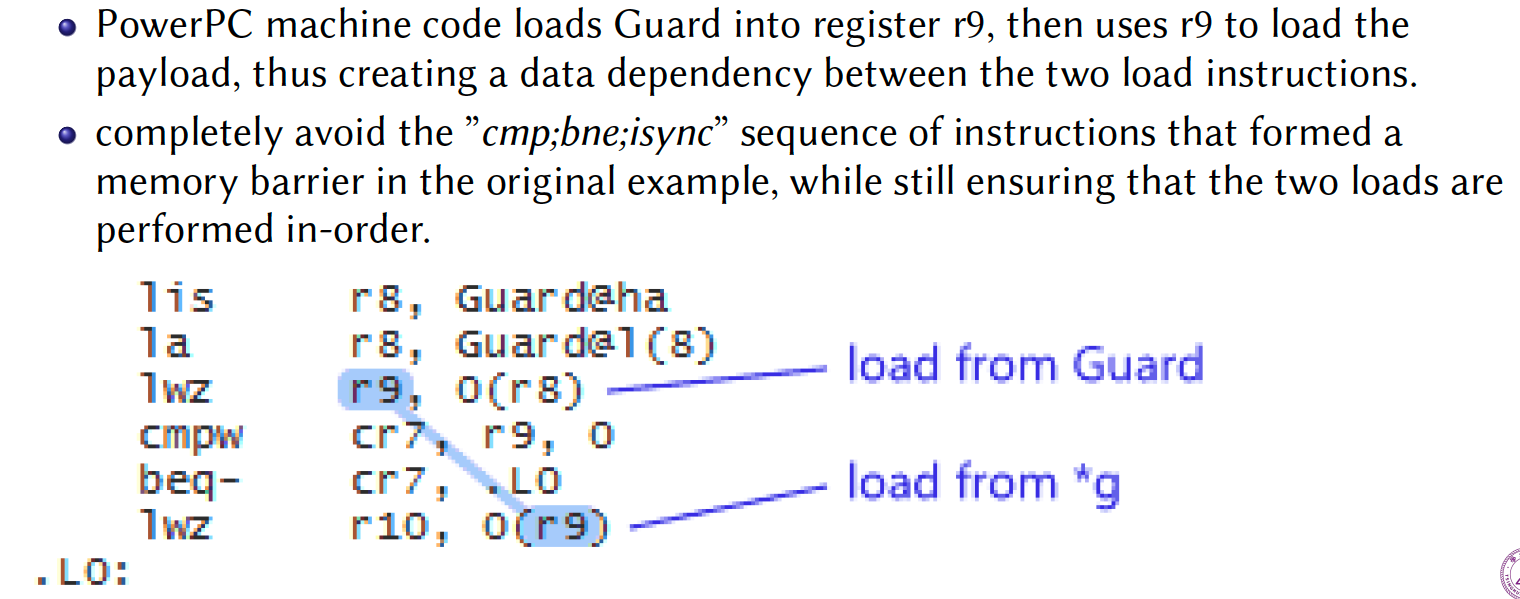 PowerPC machine code loads Guard into register r9, then uses r9 to load the
payload, thus creating a data dependency between the two load instructions.
completely avoid the ”cmp;bne;isync” sequence of instructions that formed a
memory barrier in the original example, while still ensuring that the two loads are
performed in-order.
lis r8, Guard@ha
la r8, Guard@l(8)
lwz r9, 0(r8) load from Guard
cmpw cr7, r9, 0
beq- cr7, .L0
lwz r10, 0(r9) load from *g
.L0: